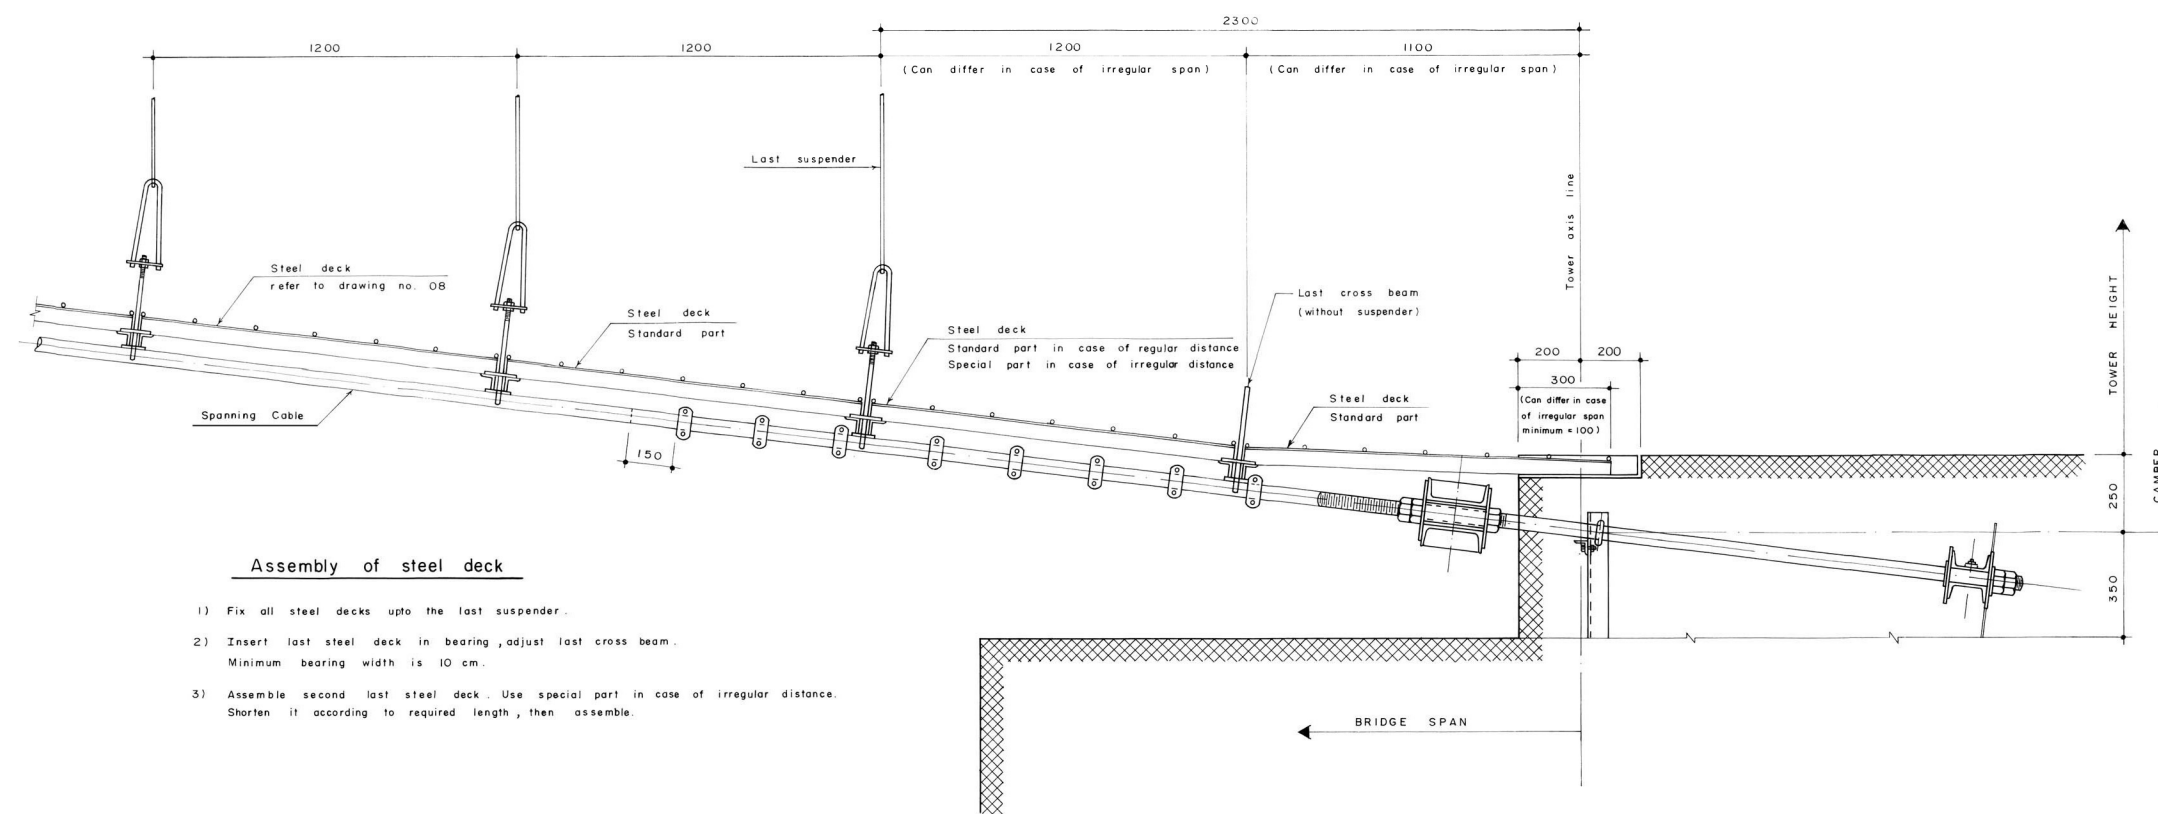 2300
1200
1200
1200
1100
(Can differ in case of irregular span)
(Can differ in case of irregular span)
Last suspender
Tower axis line
Steel deck
refer to drawing no. 08
Steel deck
Standard part
Steel deck
Standard part in case of regular distance
Special part in case of irregular distance
Last cross beam
(without suspender)
Steel deck
Standard part
200
200
300
(Can differ in case
of irregular span
minimum = 100)
TOWER HEIGHT
CAMBER
250
350
Spanning Cable
150
Assembly of steel deck
1) Fix all steel decks upto the last suspender.
2) Insert last steel deck in bearing, adjust last cross beam.
Minimum bearing width is 10 cm.
3) Assemble second last steel deck. Use special part in case of irregular distance.
Shorten it according to required length, then assemble.
BRIDGE SPAN